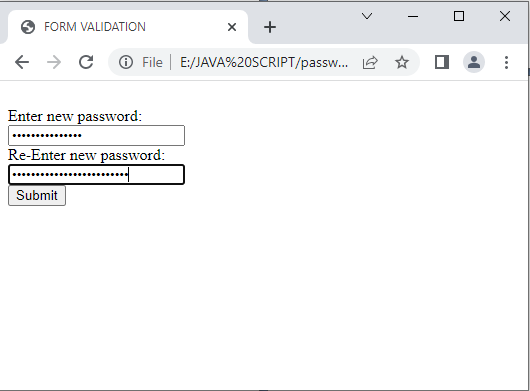 FORM VALIDATION
File | E:/JAVA%20SCRIPT/passw...
Enter new password:
•••••••••••••••
Re-Enter new password:
•••••••••••••••••••••••••
Submit